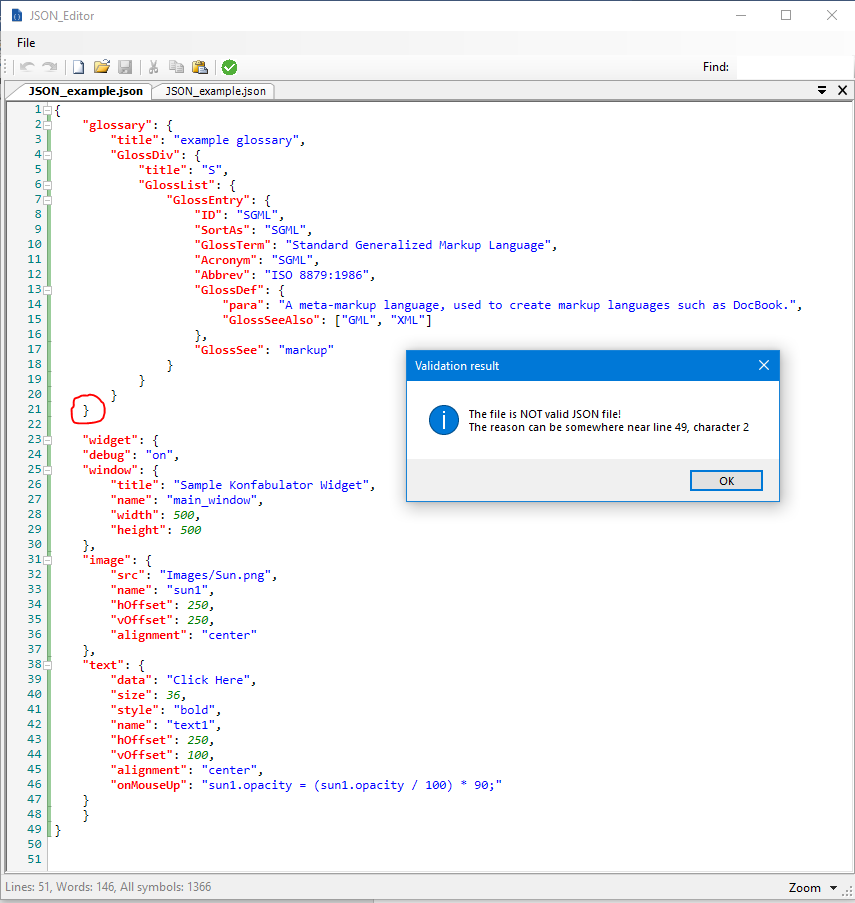 JSON_Editor
File
Find:
JSON_example.json JSON_example.json
1 {
2 "glossary": {
3 "title": "example glossary",
4 "GlossDiv": {
5 "title": "S",
6 "GlossList": {
7 "GlossEntry": {
8 "ID": "SGML",
9 "SortAs": "SGML",
10 "GlossTerm": "Standard Generalized Markup Language",
11 "Acronym": "SGML",
12 "Abbrev": "ISO 8879:1986",
13 "GlossDef": {
14 "para": "A meta-markup language, used to create markup languages such as DocBook.",
15 "GlossSeeAlso": ["GML", "XML"]
16 },
17 "GlossSee": "markup"
18 }
19 }
20 }
21 }
22
23 "widget": {
24 "debug": "on",
25 "window": {
26 "title": "Sample Konfabulator Widget",
27 "name": "main_window",
28 "width": 500,
29 "height": 500
30 },
31 "image": {
32 "src": "Images/Sun.png",
33 "name": "sun1",
34 "hOffset": 250,
35 "vOffset": 250,
36 "alignment": "center"
37 },
38 "text": {
39 "data": "Click Here",
40 "size": 36,
41 "style": "bold",
42 "name": "text1",
43 "hOffset": 250,
44 "vOffset": 100,
45 "alignment": "center",
46 "onMouseUp": "sun1.opacity = (sun1.opacity / 100) * 90;"
47 }
48 }
49 }
50
51
Validation result
The file is NOT valid JSON file!
The reason can be somewhere near line 49, character 2
OK
Lines: 51, Words: 146, All symbols: 1366
Zoom